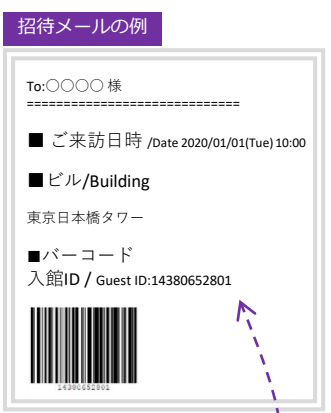 招待メールの例
To:○○○○ 様
=============================
■ ご来訪日時 /Date 2020/01/01(Tue) 10:00
■ビル/Building
東京日本橋タワー
■バーコード
入館ID / Guest ID:14380652801
14380652801